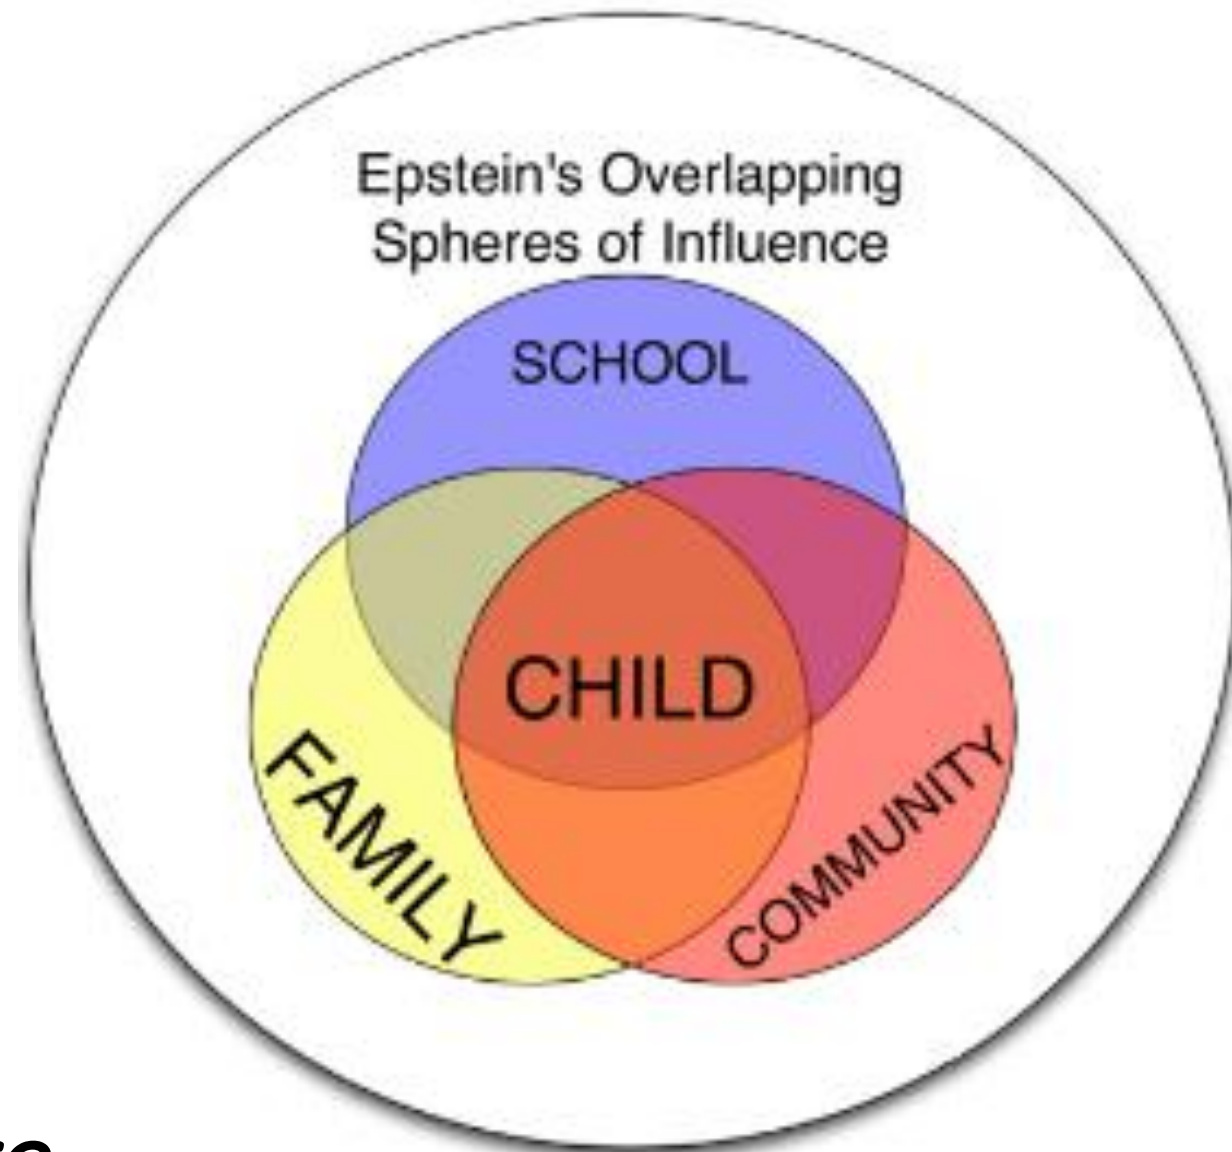 Epstein's Overlapping
Spheres of Influence
SCHOOL
CHILD
FAMILY
COMMUNITY